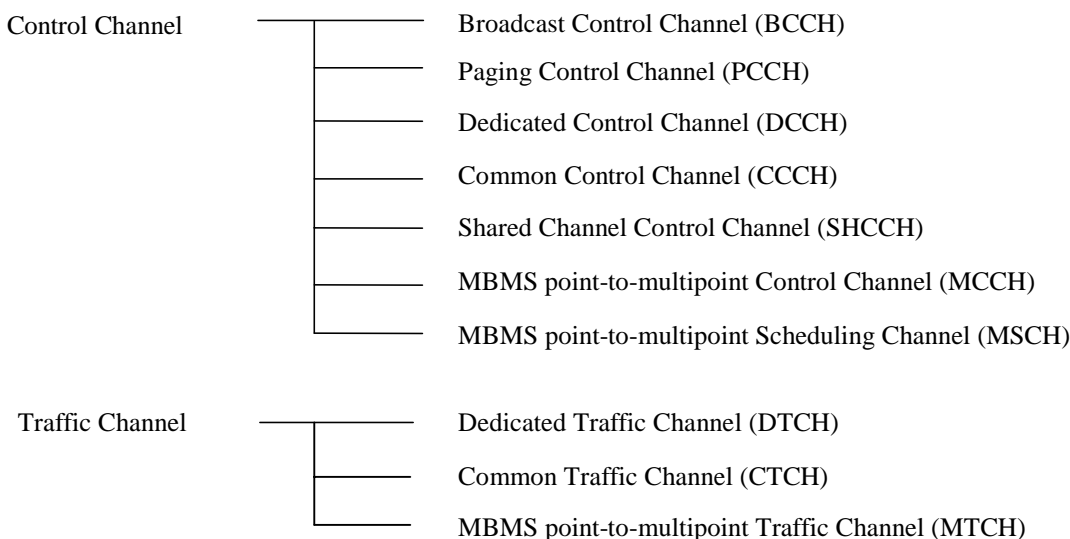 Control Channel
Broadcast Control Channel (BCCH)
Paging Control Channel (PCCH)
Dedicated Control Channel (DCCH)
Common Control Channel (CCCH)
Shared Channel Control Channel (SHCCH)
MBMS point-to-multipoint Control Channel (MCCH)
MBMS point-to-multipoint Scheduling Channel (MSCH)
Traffic Channel
Dedicated Traffic Channel (DTCH)
Common Traffic Channel (CTCH)
MBMS point-to-multipoint Traffic Channel (MTCH)